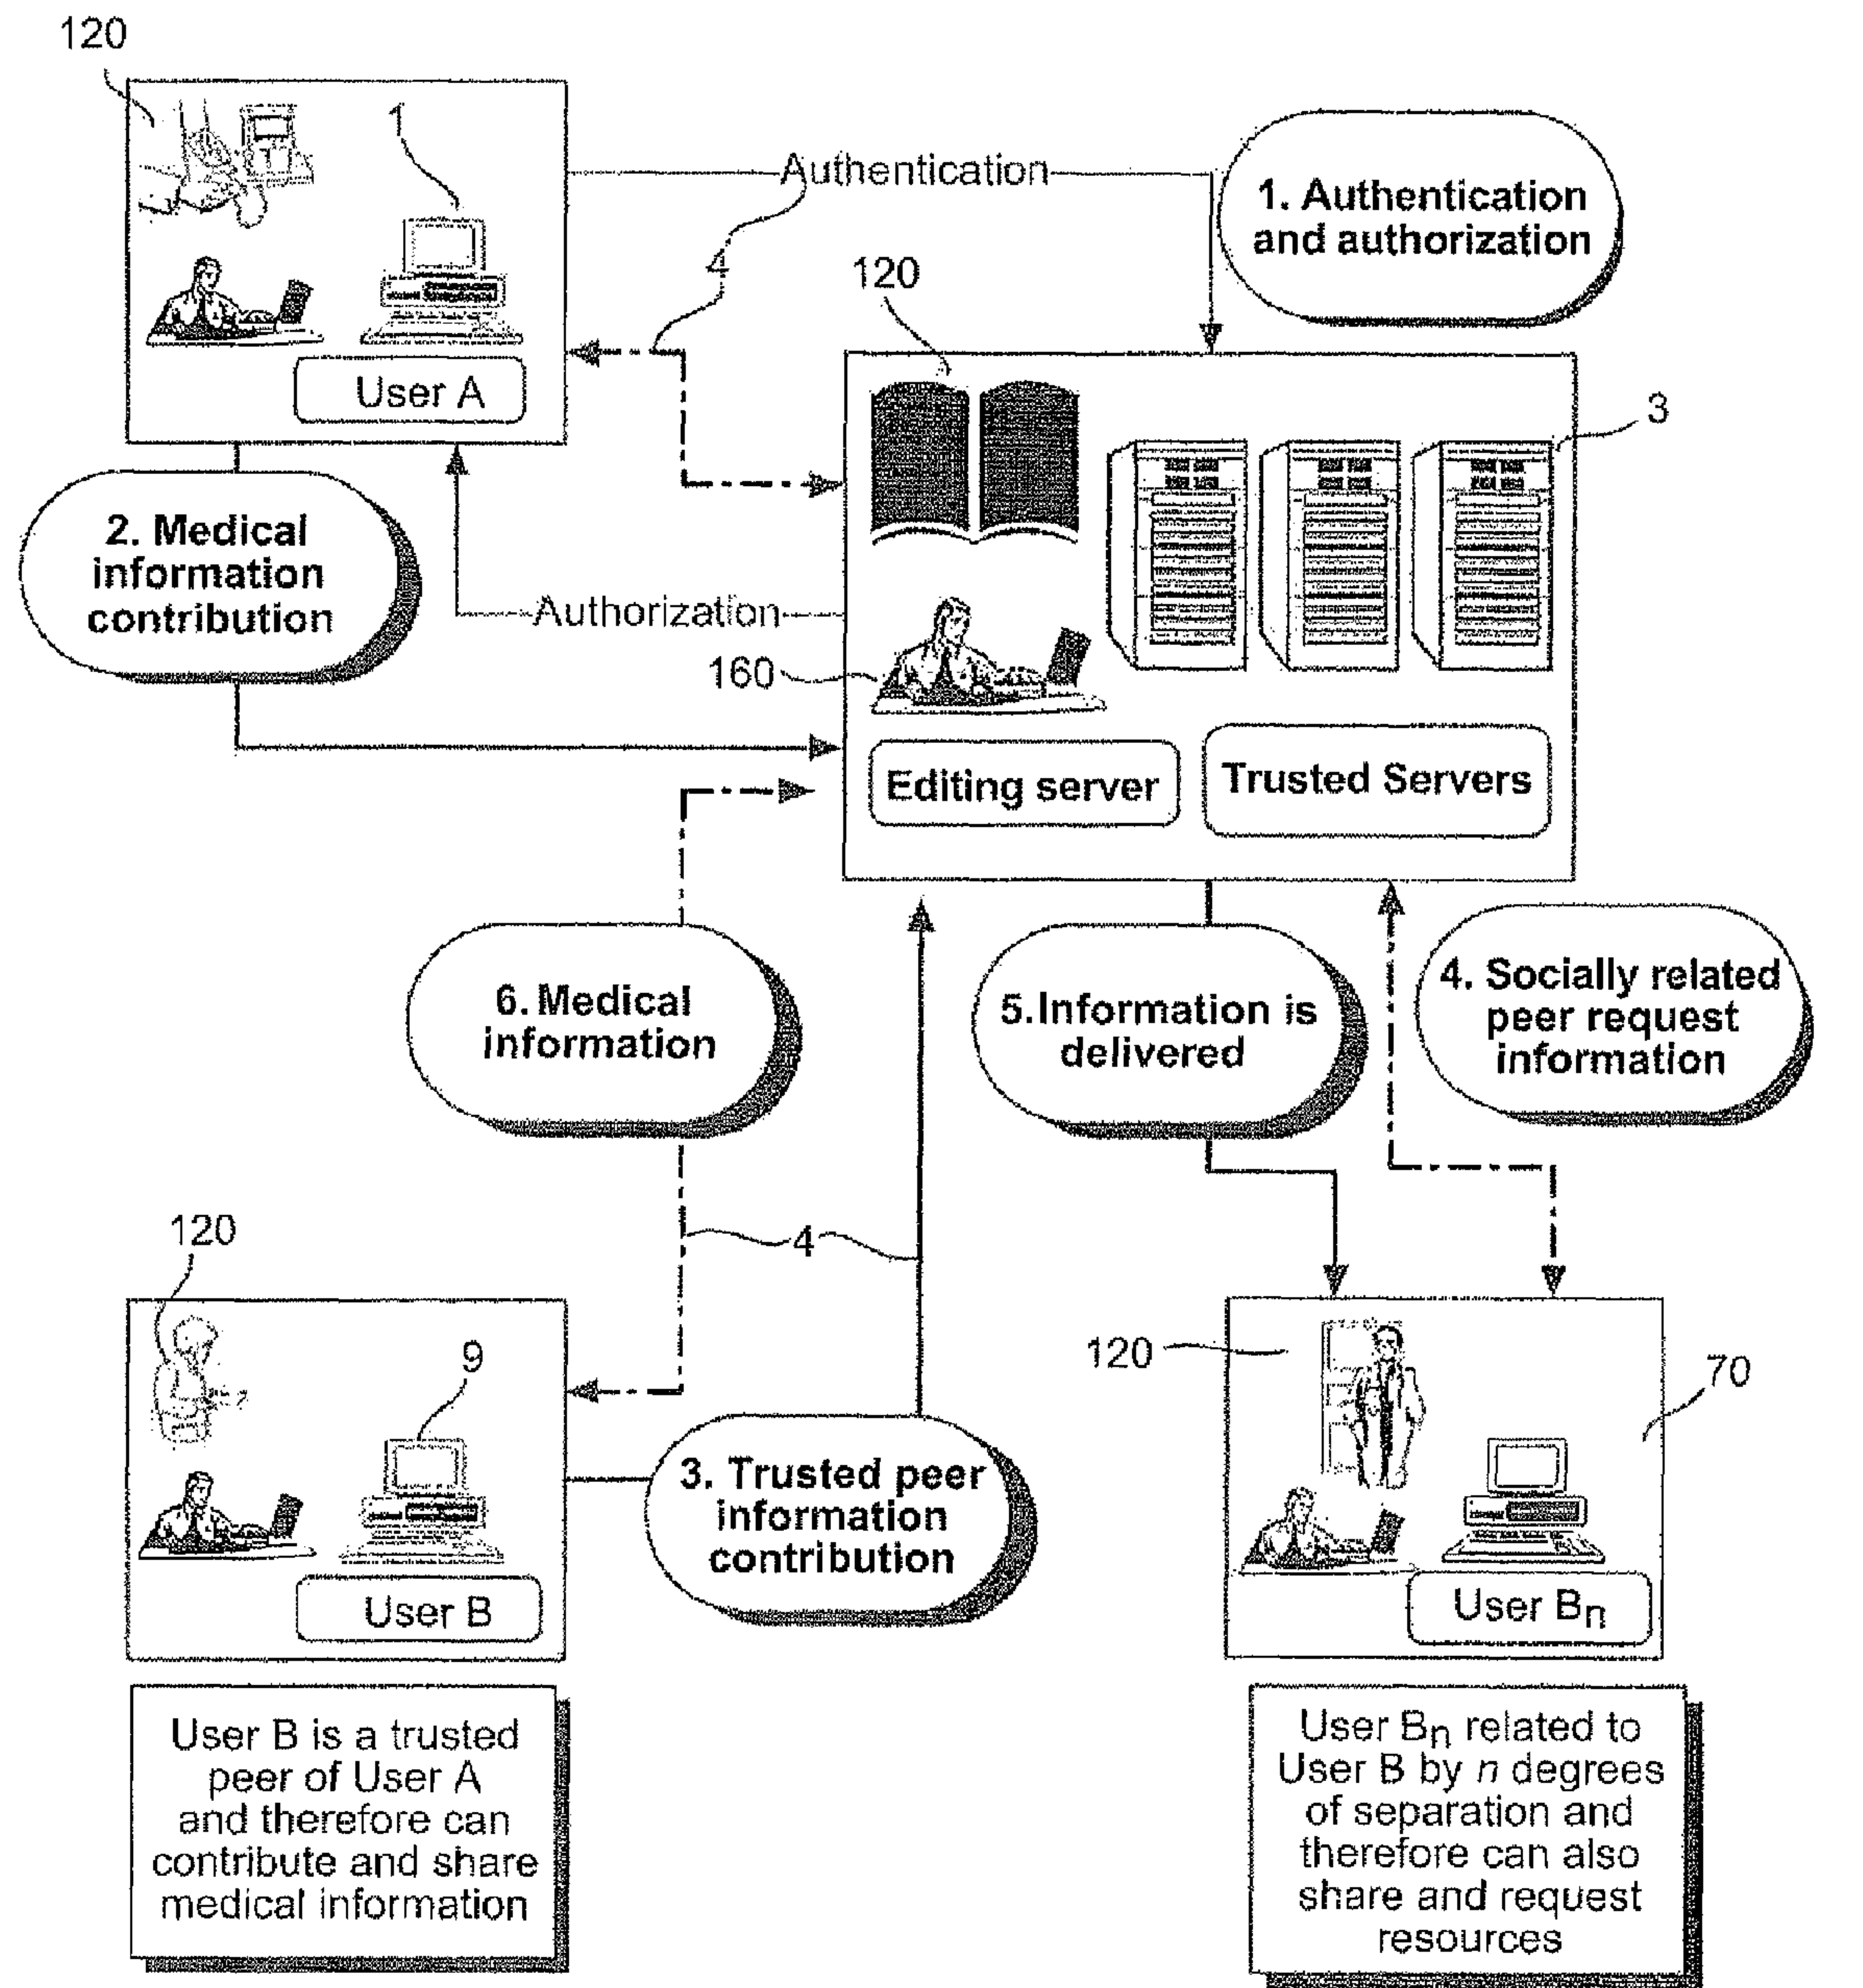 120
1
Authentication
1. Authentication
and authorization
4
120
User A
3
2. Medical
information
contribution
Authorization
160
Editing server
Trusted Servers
6. Medical
information
5.Information is
delivered
4. Socially related
peer request
information
120
4
9
120
70
3. Trusted peer
information
contribution
User B
User Bn
User B is a trusted
peer of User A
and therefore can
contribute and share
medical information
User Bn related to
User B by n degrees
of separation and
therefore can also
share and request
resources